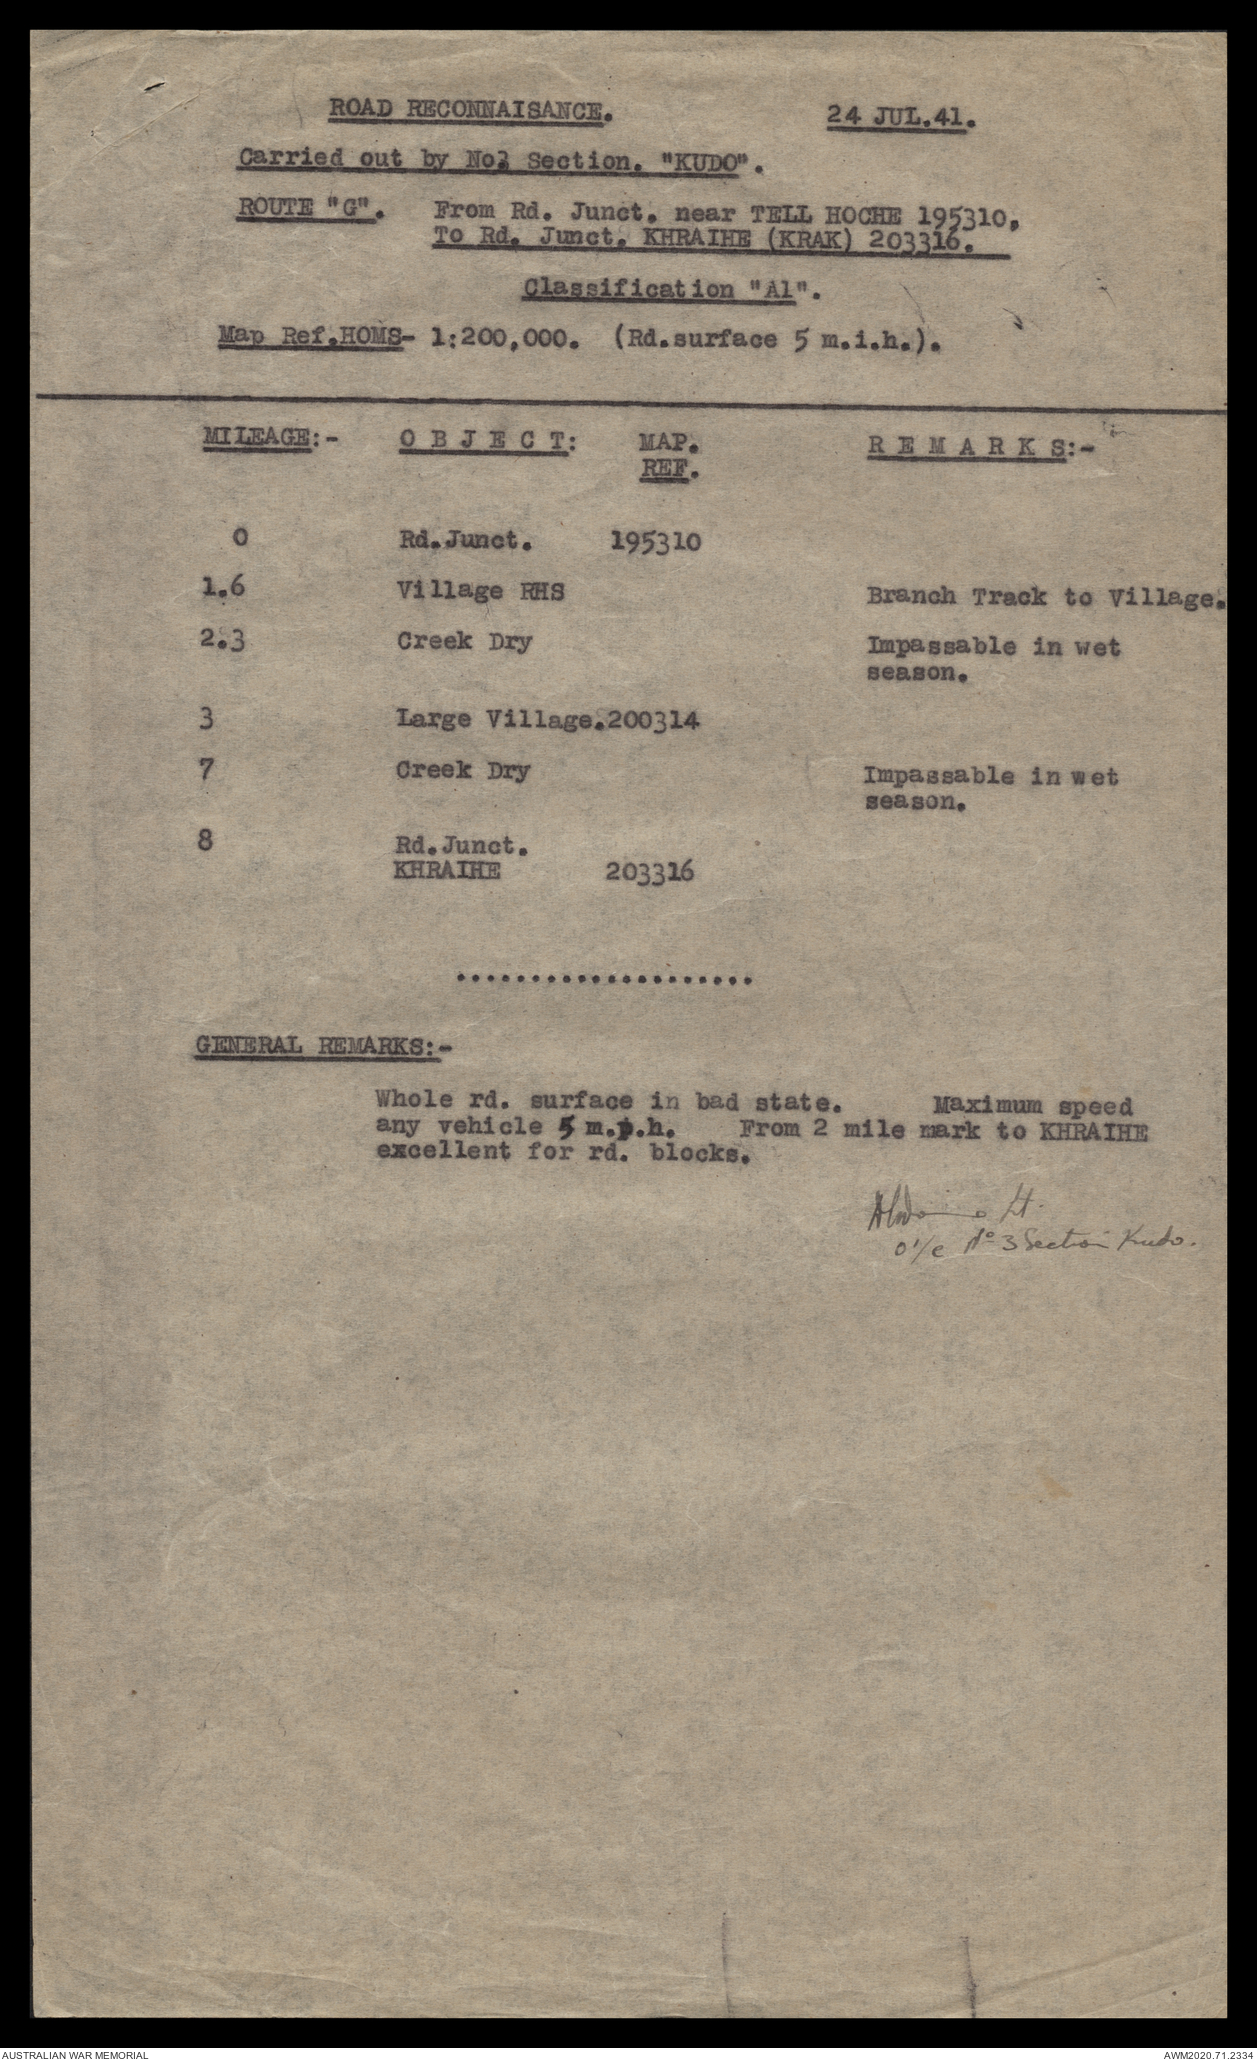 ROAD RECONNAISANCE. 24 JUL.41.
Carried out by No3 Section. "KUDO".
ROUTE "G". From Rd. Junct. near TELL HOCHE 195310,
To Rd. Junct. KHRAIHE (KRAK) 203316.
Classification "A1".
Map Ref.HOMS- 1:200,000. (Rd.surface 5 m.i.h.).
MILEAGE:- O B J E C T: MAP. R E M A R K S:-
REF.
0 Rd.Junct. 195310
1.6 Village RHS Branch Track to Village.
2.3 Creek Dry Impassable in wet
season.
3 Large Village.200314
7 Creek Dry Impassable in wet
season.
8 Rd.Junct.
KHRAIHE 203316
....................
GENERAL REMARKS:-
Whole rd. surface in bad state. Maximum speed
any vehicle 5 m.p.h. From 2 mile mark to KHRAIHE
excellent for rd. blocks.
Lt.
O/c No 3 Section Kudo.
AUSTRALIAN WAR MEMORIAL AWM2020.71.2334